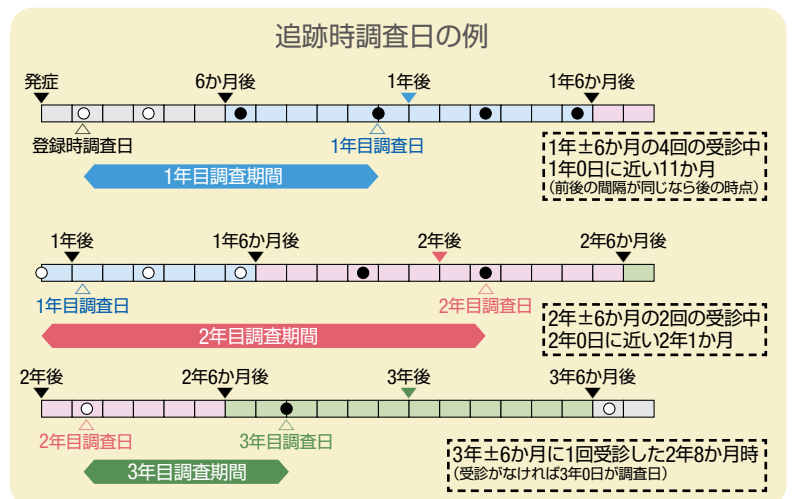 追跡時調査日の例
発症
6か月後
1年後
1年6か月後
登録時調査日
1年目調査日
1年目調査期間
1年±6か月の4回の受診中
1年0日に近い11か月
(前後の間隔が同じなら後の時点)
1年後
1年6か月後
2年後
2年6か月後
1年目調査日
2年目調査日
2年目調査期間
2年±6か月の2回の受診中
2年0日に近い2年1か月
2年後
2年6か月後
3年後
3年6か月後
2年目調査日
3年目調査日
3年目調査期間
3年±6か月に1回受診した2年8か月時
(受診がなければ3年0日が調査日)